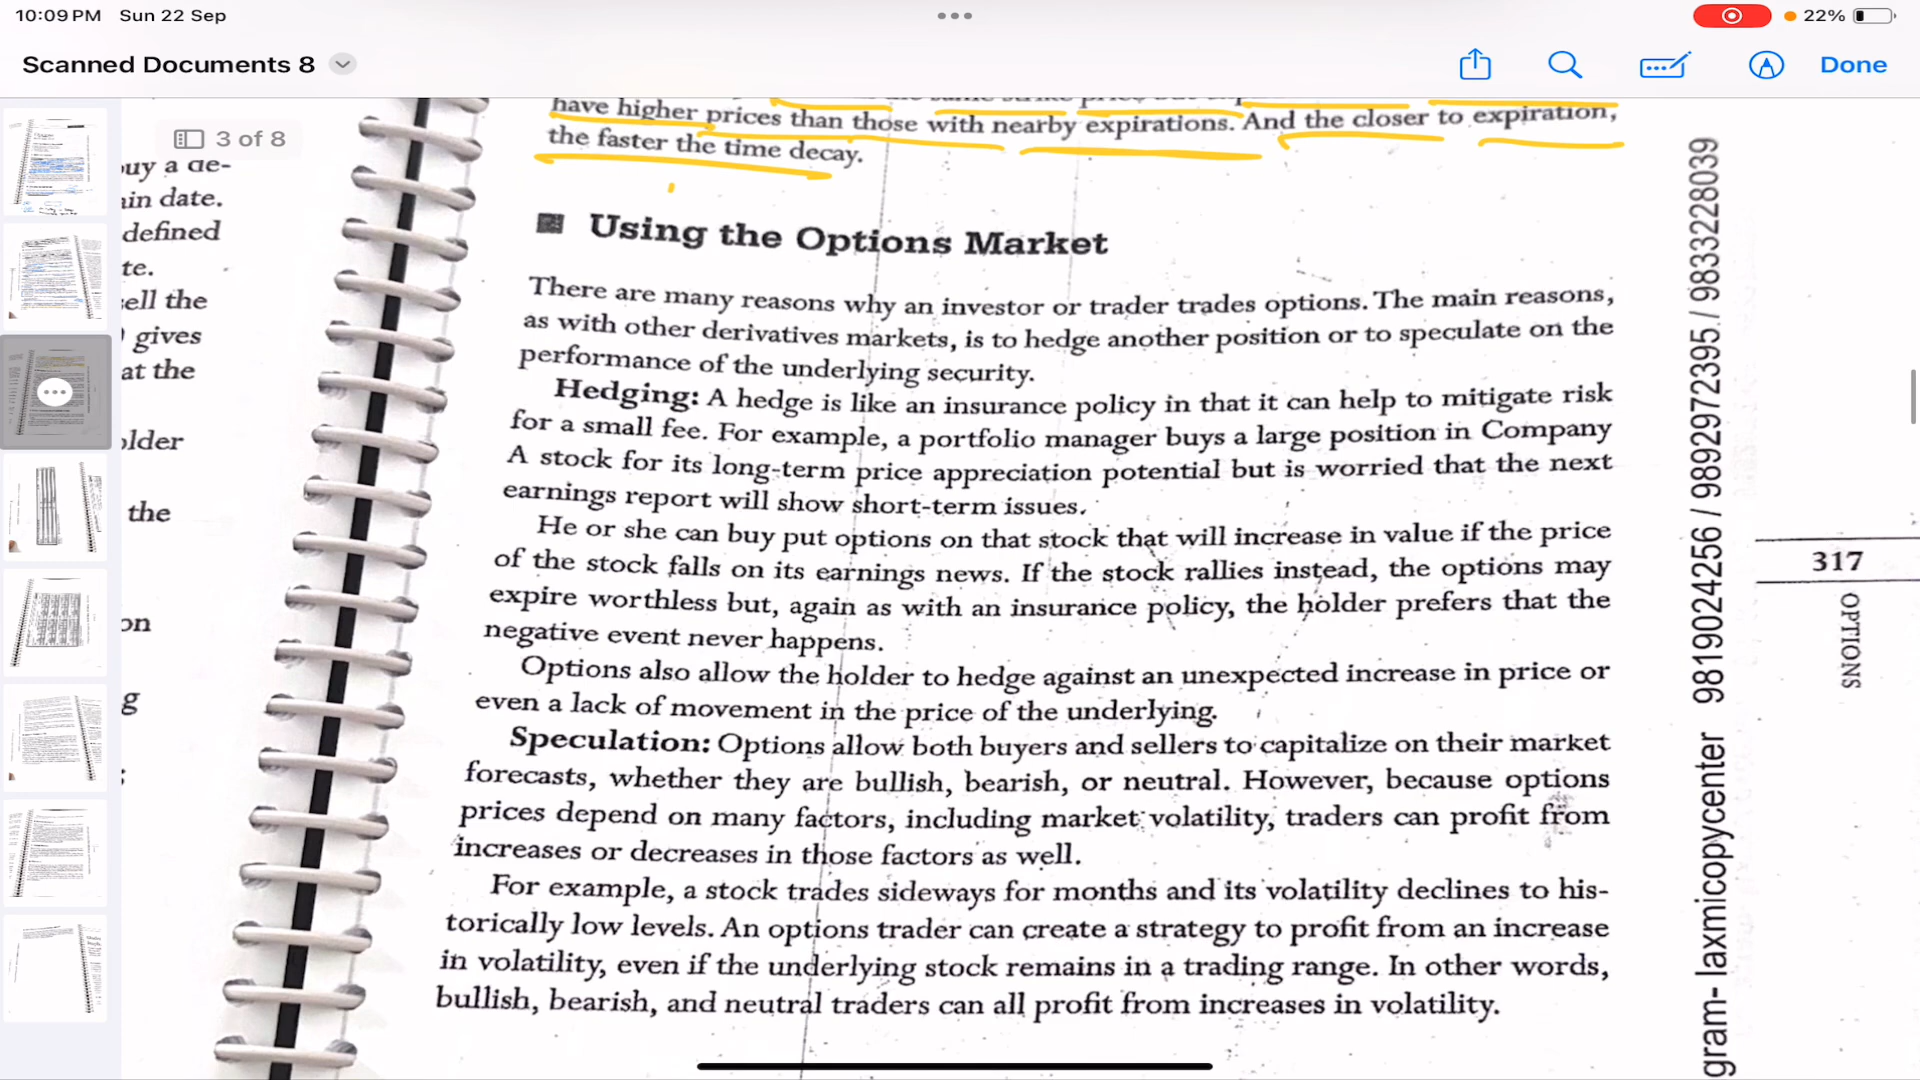 10:09 PM Sun 22 Sep
22%
Scanned Documents 8
Done
3 of 8
buy a de-
ain date.
defined
te.
sell the
) gives
at the
older
the
on
g
have higher prices than those with nearby expirations. And the closer to expiration,
the faster the time decay.
Using the Options Market
There are many reasons why an investor or trader trades options. The main reasons,
as with other derivatives markets, is to hedge another position or to speculate on the
performance of the underlying security.
Hedging: A hedge is like an insurance policy in that it can help to mitigate risk
for a small fee. For example, a portfolio manager buys a large position in Company
A stock for its long-term price appreciation potential but is worried that the next
earnings report will show short-term issues.
He or she can buy put options on that stock that will increase in value if the price
of the stock falls on its earnings news. If the stock rallies instead, the options may
expire worthless but, again as with an insurance policy, the holder prefers that the
negative event never happens.
Options also allow the holder to hedge against an unexpected increase in price or
even a lack of movement in the price of the underlying.
Speculation: Options allow both buyers and sellers to capitalize on their market
forecasts, whether they are bullish, bearish, or neutral. However, because options
prices depend on many factors, including market volatility, traders can profit from
increases or decreases in those factors as well.
For example, a stock trades sideways for months and its volatility declines to his-
torically low levels. An options trader can create a strategy to profit from an increase
in volatility, even if the underlying stock remains in a trading range. In other words,
bullish, bearish, and neutral traders can all profit from increases in volatility.
gram- laxmicopycenter 9819024256 / 9892972395 / 9833228039
317
OPTIONS